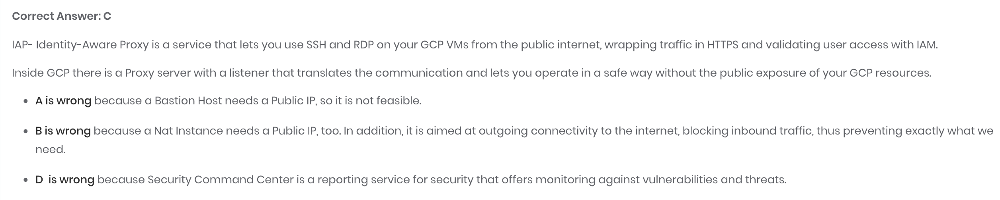 Correct Answer: C
IAP- Identity-Aware Proxy is a service that lets you use SSH and RDP on your GCP VMs from the public internet, wrapping traffic in HTTPS and validating user access with IAM.
Inside GCP there is a Proxy server with a listener that translates the communication and lets you operate in a safe way without the public exposure of your GCP resources.
• A is wrong because a Bastion Host needs a Public IP, so it is not feasible.
• B is wrong because a Nat Instance needs a Public IP, too. In addition, it is aimed at outgoing connectivity to the internet, blocking inbound traffic, thus preventing exactly what we
need.
• D  is wrong because Security Command Center is a reporting service for security that offers monitoring against vulnerabilities and threats.